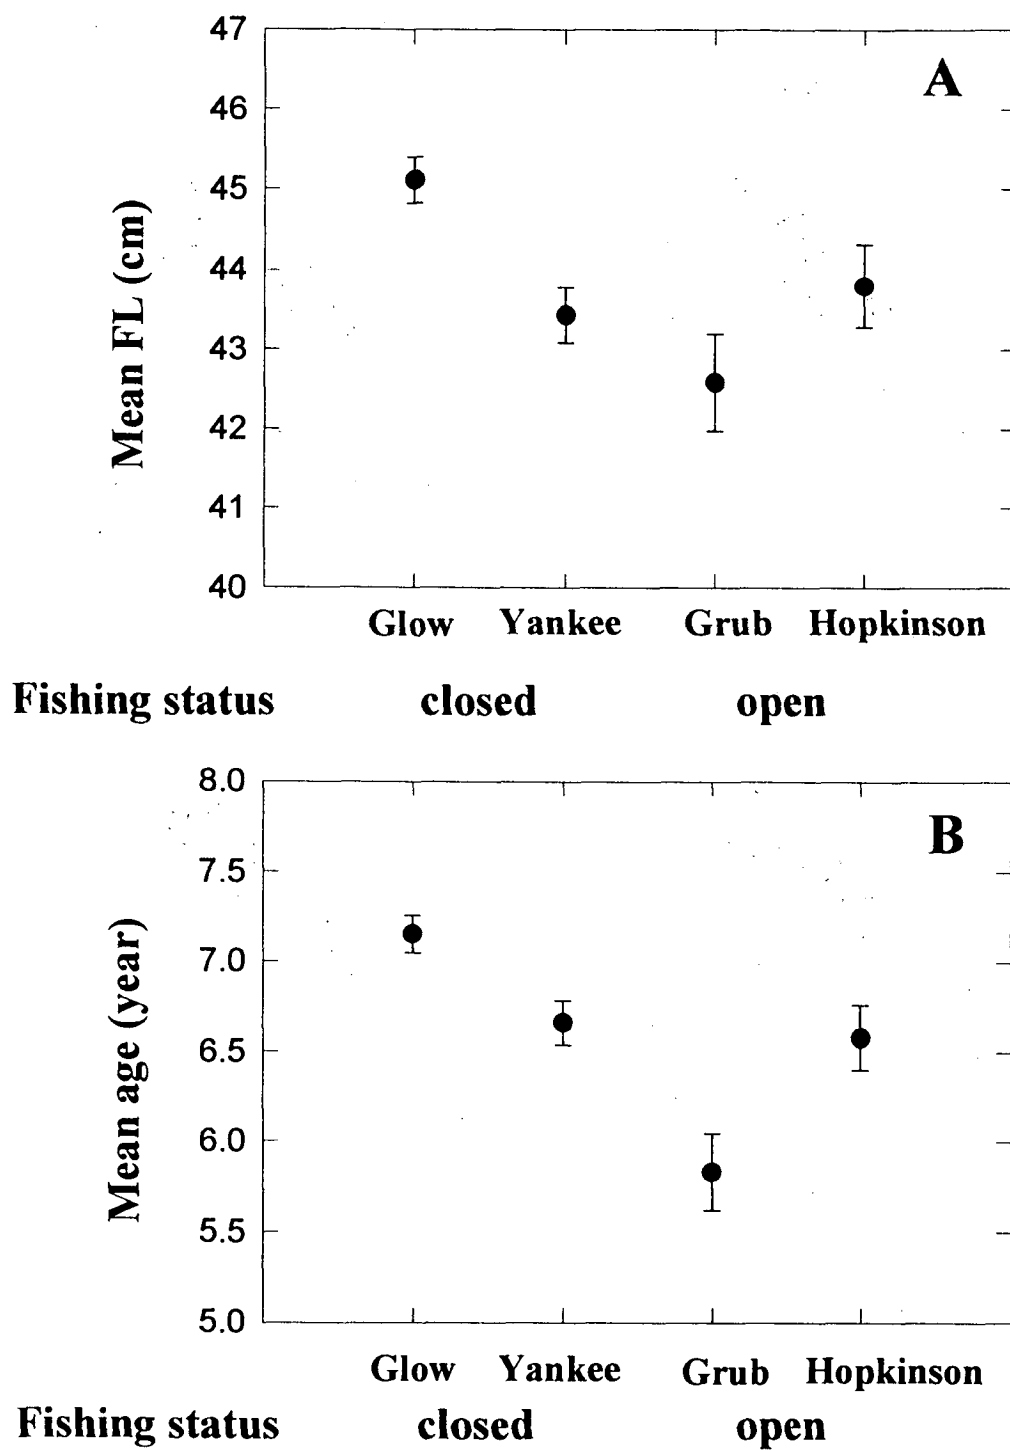 A
47
46
45
44
43
42
41
40
Mean FL (cm)
Glow Yankee Grub Hopkinson
Fishing status closed open
B
8.0
7.5
7.0
6.5
6.0
5.5
5.0
Mean age (year)
Glow Yankee Grub Hopkinson
Fishing status closed open